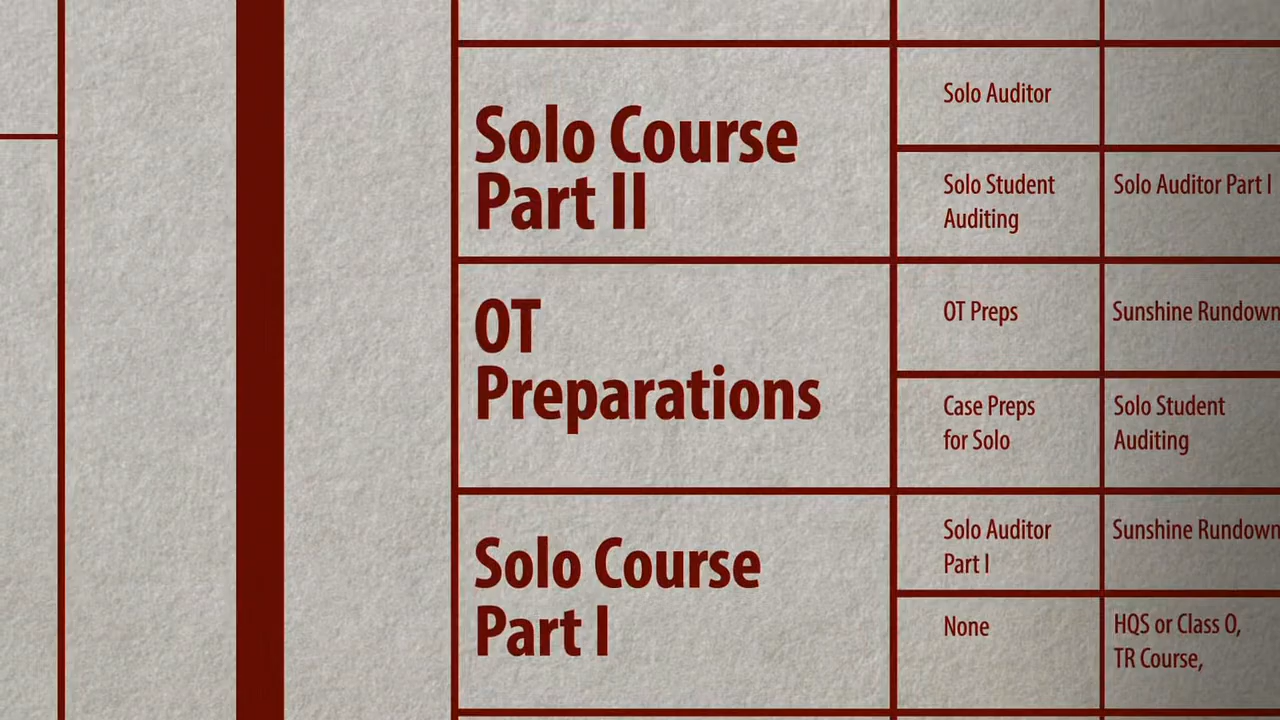 Solo Course
Part II
Solo Auditor
Solo Student
Auditing
Solo Auditor Part I
OT
Preparations
OT Preps
Sunshine Rundown
Case Preps
for Solo
Solo Student
Auditing
Solo Course
Part I
Solo Auditor
Part I
Sunshine Rundown
None
HQS or Class O,
TR Course,